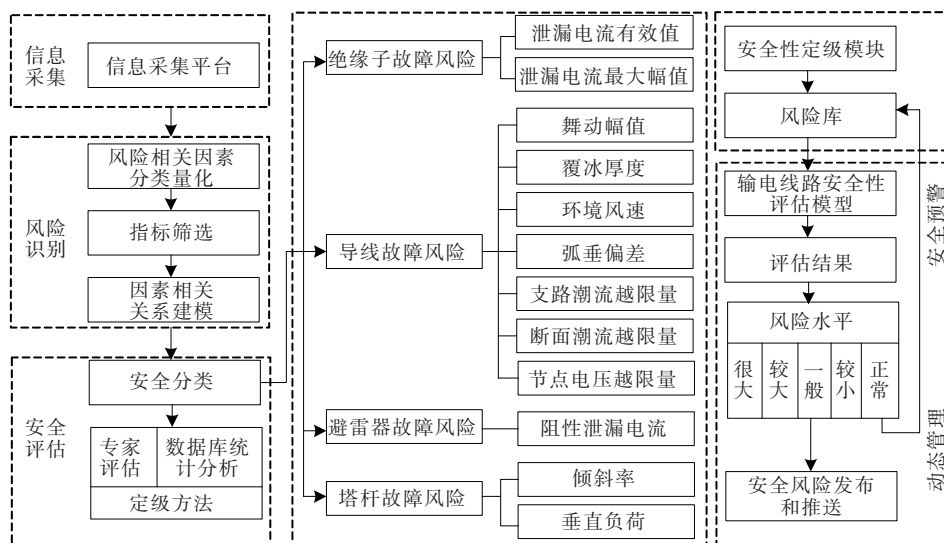 信息
采集
信息采集平台
风险
识别
风险相关因素
分类量化
指标筛选
因素相关
关系建模
安全
评估
安全分类
专家
评估
数据库统
计分析
定级方法
绝缘子故障风险
泄漏电流有效值
泄漏电流最大幅值
导线故障风险
舞动幅值
覆冰厚度
环境风速
弧垂偏差
支路潮流越限量
断面潮流越限量
节点电压越限量
避雷器故障风险
阻性泄漏电流
塔杆故障风险
倾斜率
垂直负荷
安全性定级模块
风险库
输电线路安全性
评估模型
评估结果
风险水平
很大
较大
一般
较小
正常
安全风险发布
和推送
安全预警
动态管理